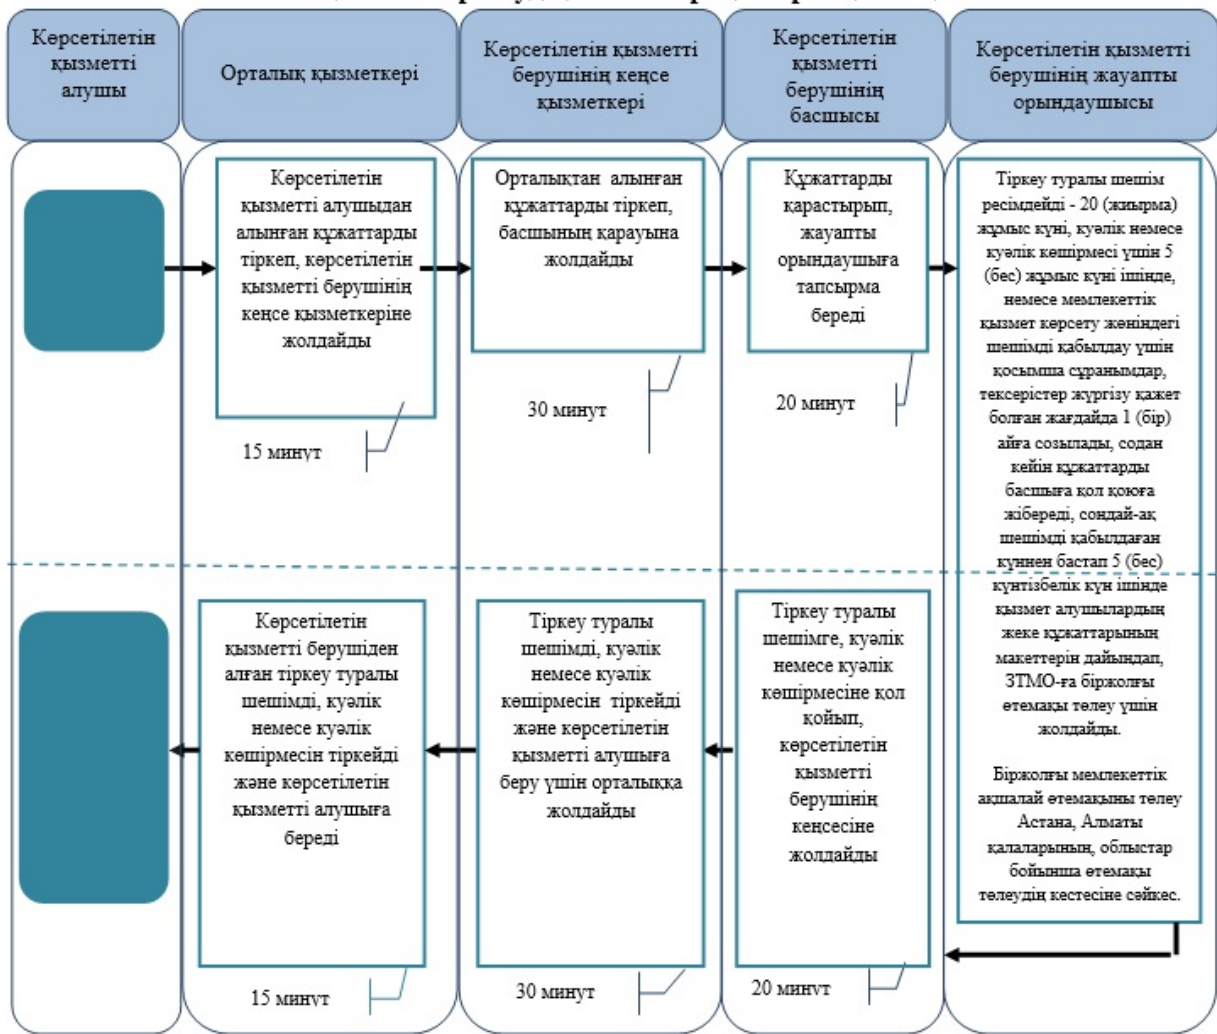 Көрсетілетін
қызметті
алушы
Орталық қызметкері
Көрсетілетін қызметті
берушінің кеңсе
қызметкері
Көрсетілетін
қызметті
берушінің
басшысы
Көрсетілетін қызметті
берушінің жауапты
орындаушысы
Көрсетілетін
қызметті алушыдан
алынған құжаттарды
тіркеп, көрсетілетін
қызметті берушінің
кеңсе қызметкеріне
жолдайды
15 минут
Орталықтан алынған
құжаттарды тіркеп,
басшының қарауына
жолдайды
30 минут
Құжаттарды
қарастырып,
жауапты
орындаушыға
тапсырма
береді
20 минут
Тіркеу туралы шешім
ресімдейді - 20 (жиырма)
жұмыс күні, куәлік немесе
куәлік көшірмесі үшін 5
(бес) жұмыс күні ішінде,
немесе мемлекеттік
қызмет көрсету жөніндегі
шешімді қабылдау үшін
қосымша сұранымдар,
тексерістер жүргізу қажет
болған жағдайда 1 (бір)
айға созылады, содан
кейін құжаттарды
басшыға қол қоюға
жібереді, сондай-ақ
шешімді қабылдаған
күннен бастап 5 (бес)
күнтізбелік күн ішінде
қызмет алушылардың
жеке құжаттарының
макеттерін дайындап,
ЗТМО-ға біржолғы
өтемақы төлеу үшін
жолдайды.
Біржолғы мемлекеттік
ақшалай өтемақыны төлеу
Астана, Алматы
қалаларының, облыстар
бойынша өтемақы
төлеудің кестесіне сәйкес.
Көрсетілетін
қызметті берушіден
алған тіркеу туралы
шешімді, куәлік
немесе куәлік
көшірмесін тіркейді
және көрсетілетін
қызметті алушыға
береді
15 минут
Тіркеу туралы
шешімді, куәлік
немесе куәлік
көшірмесін тіркейді
және көрсетілетін
қызметті алушыға
беру үшін орталыққа
жолдайды
30 минут
Тіркеу туралы
шешімге, куәлік
немесе куәлік
көшірмесіне қол
қойып,
көрсетілетін
қызметті
берушінің
кеңсесіне
жолдайды
20 минут